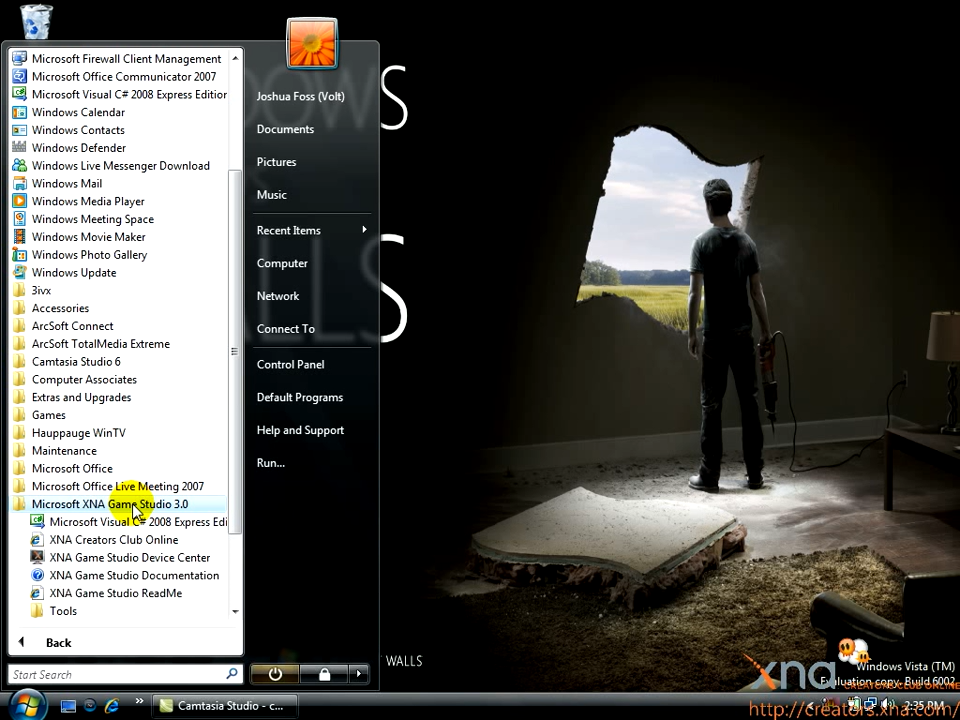 Microsoft Firewall Client Management
Microsoft Office Communicator 2007
Microsoft Visual C# 2008 Express Edition
Windows Calendar
Windows Contacts
Windows Defender
Windows Live Messenger Download
Windows Mail
Windows Media Player
Windows Meeting Space
Windows Movie Maker
Windows Photo Gallery
Windows Update
3ivx
Accessories
ArcSoft Connect
ArcSoft TotalMedia Extreme
Camtasia Studio 6
Computer Associates
Extras and Upgrades
Games
Hauppauge WinTV
Maintenance
Microsoft Office
Microsoft Office Live Meeting 2007
Microsoft XNA Game Studio 3.0
Microsoft Visual C# 2008 Express Edi
XNA Creators Club Online
XNA Game Studio Device Center
XNA Game Studio Documentation
XNA Game Studio ReadMe
Tools
Back
Start Search
Joshua Foss (Volt)
Documents
Pictures
Music
Recent Items
Computer
Network
Connect To
Control Panel
Default Programs
Help and Support
Run...
WALLS
Camtasia Studio - c...
xna
Windows Vista (TM)
Evaluation copy. Build 6002
CREATORS CLUB ONLINE
2:35 PM
http://creators.xna.com/